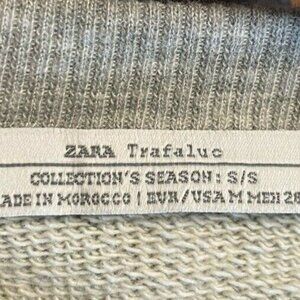 ZARA Trafaluc
COLLECTION'S SEASON: S/S
MADE IN MOROCCO | EUR/USA M MEX 28